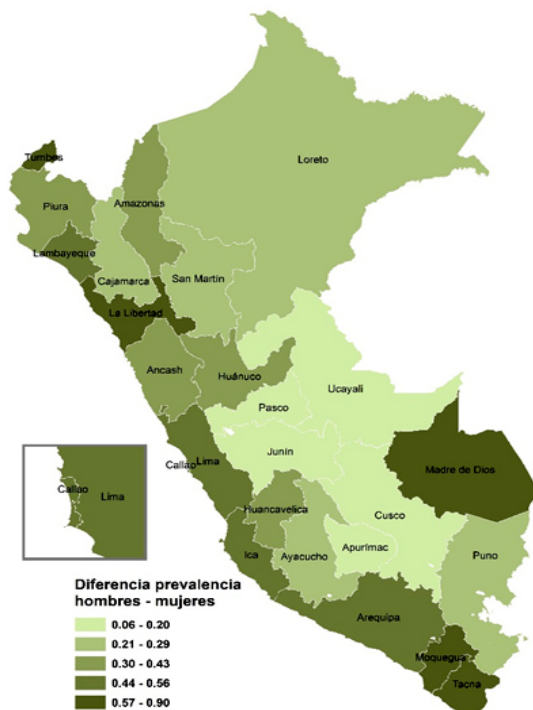 Loreto
Tumbes
Piura
Amazonas
Lambayeque
Cajamarca
San Martín
La Libertad
Ancash
Huánuco
Ucayali
Pasco
Junín
Callao
Lima
Madre de Dios
Huancavelica
Cusco
Ica
Ayacucho
Apurímac
Puno
Arequipa
Moquegua
Tacna
Callao
Lima
Diferencia prevalencia
hombres - mujeres
0.06 - 0.20
0.21 - 0.29
0.30 - 0.43
0.44 - 0.56
0.57 - 0.90